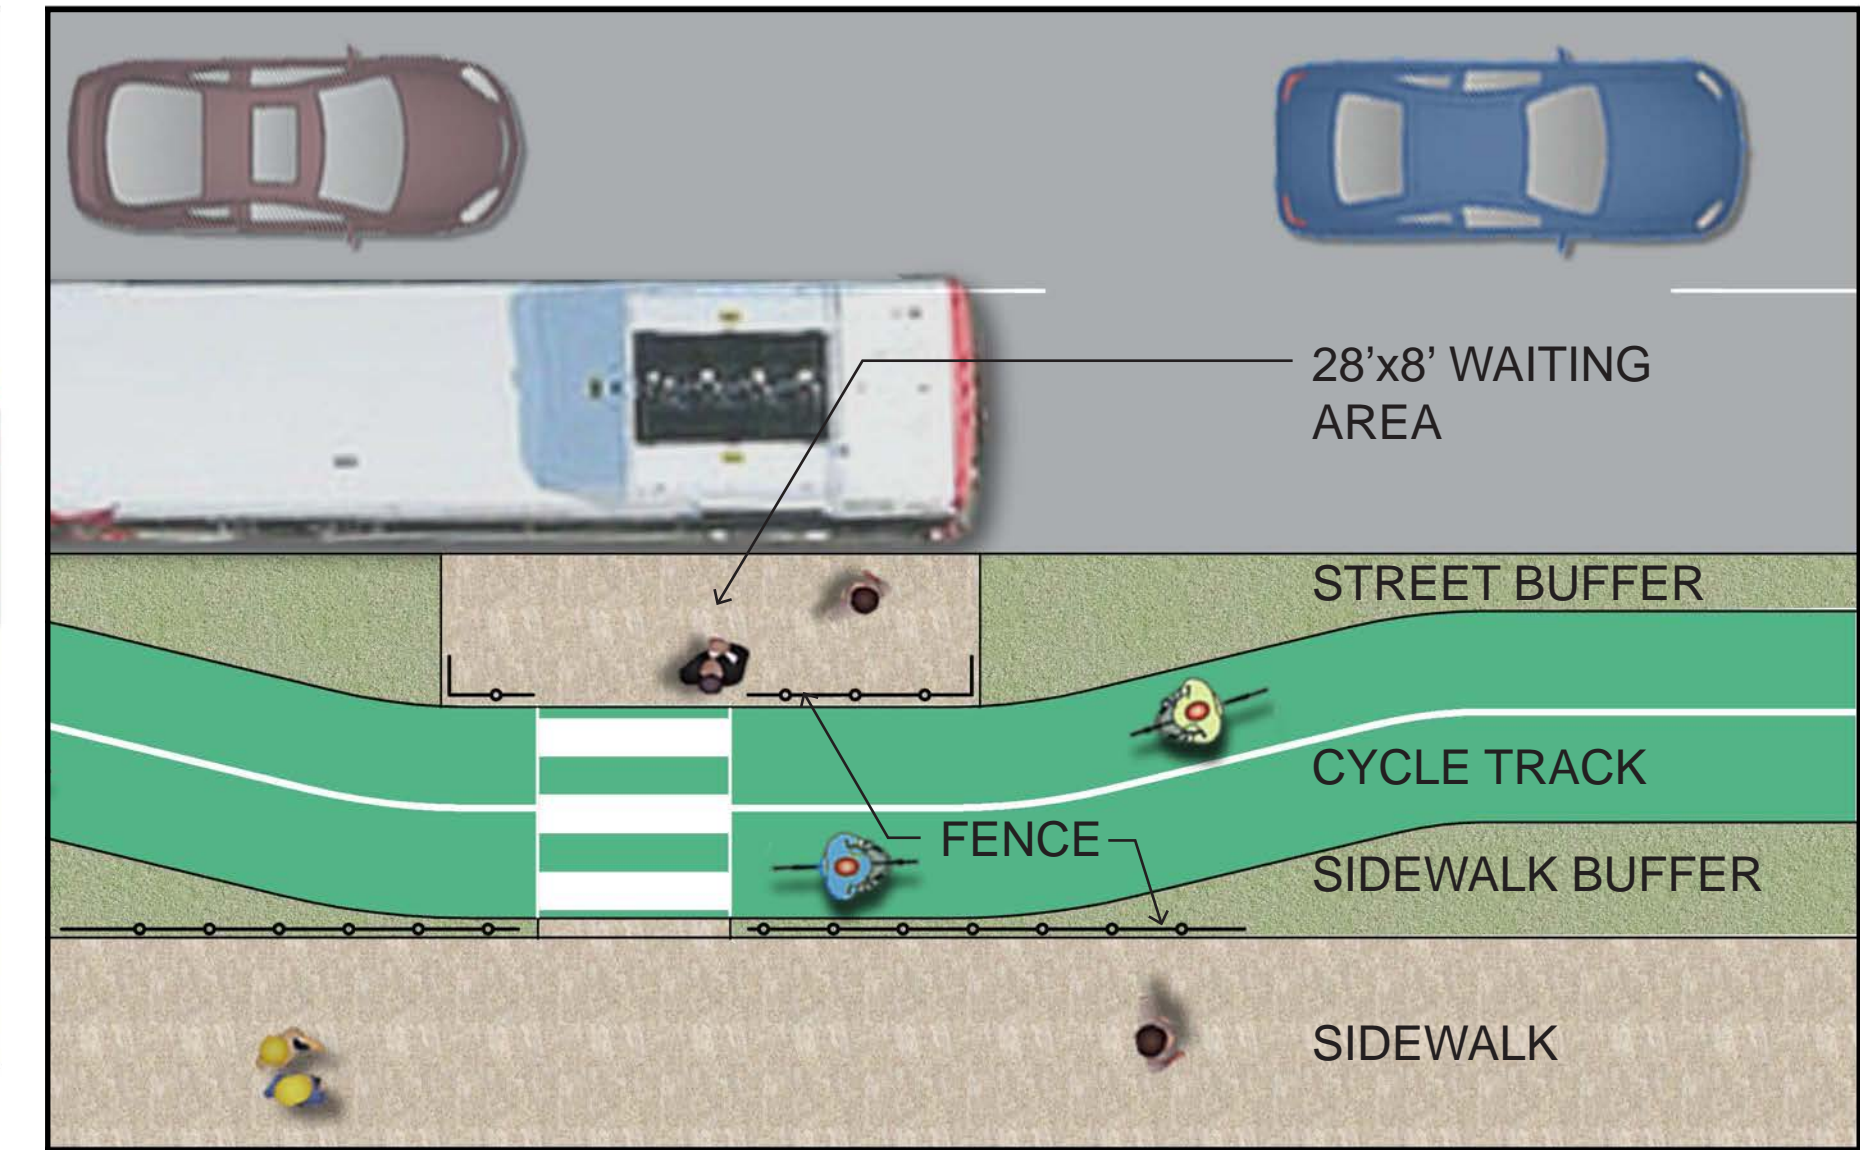 28’x8’ WAITING
AREA
STREET BUFFER
CYCLE TRACK
FENCE
SIDEWALK BUFFER
SIDEWALK